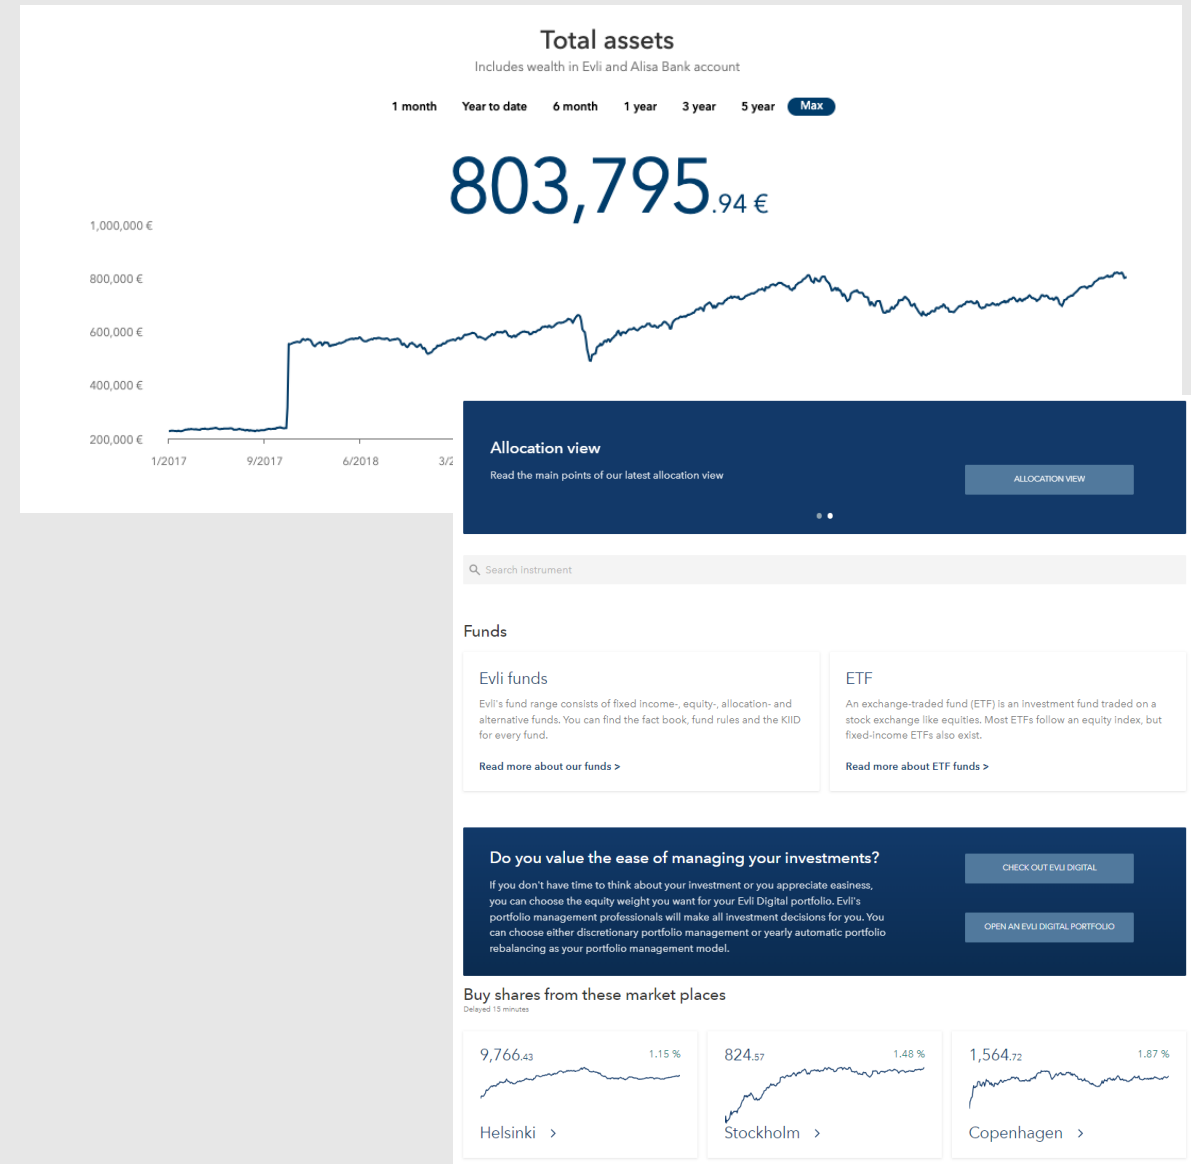 Total assets
Includes wealth in Evli and Alisa Bank account
1 month Year to date 6 month 1 year 3 year 5 year Max
803,795.94 €
1,000,000 €
800,000 €
600,000 €
400,000 €
200,000 €
1/2017 9/2017 6/2018 3/2
Allocation view
Read the main points of our latest allocation view
ALLOCATION VIEW
Search instrument
Funds
Evli funds
Evli's fund range consists of fixed income-, equity-, allocation- and
alternative funds. You can find the fact book, fund rules and the KIID
for every fund.
Read more about our funds >
ETF
An exchange-traded fund (ETF) is an investment fund traded on a
stock exchange like equities. Most ETFs follow an equity index, but
fixed-income ETFs also exist.
Read more about ETF funds >
Do you value the ease of managing your investments?
If you don't have time to think about your investment or you appreciate easiness,
you can choose the equity weight you want for your Evli Digital portfolio. Evli's
portfolio management professionals will make all investment decisions for you. You
can choose either discretionary portfolio management or yearly automatic portfolio
rebalancing as your portfolio management model.
CHECK OUT EVLI DIGITAL
OPEN AN EVLI DIGITAL PORTFOLIO
Buy shares from these market places
Delayed 15 minutes
9,766.43 1.15 %
Helsinki >
824.57 1.48 %
Stockholm >
1,564.72 1.87 %
Copenhagen >